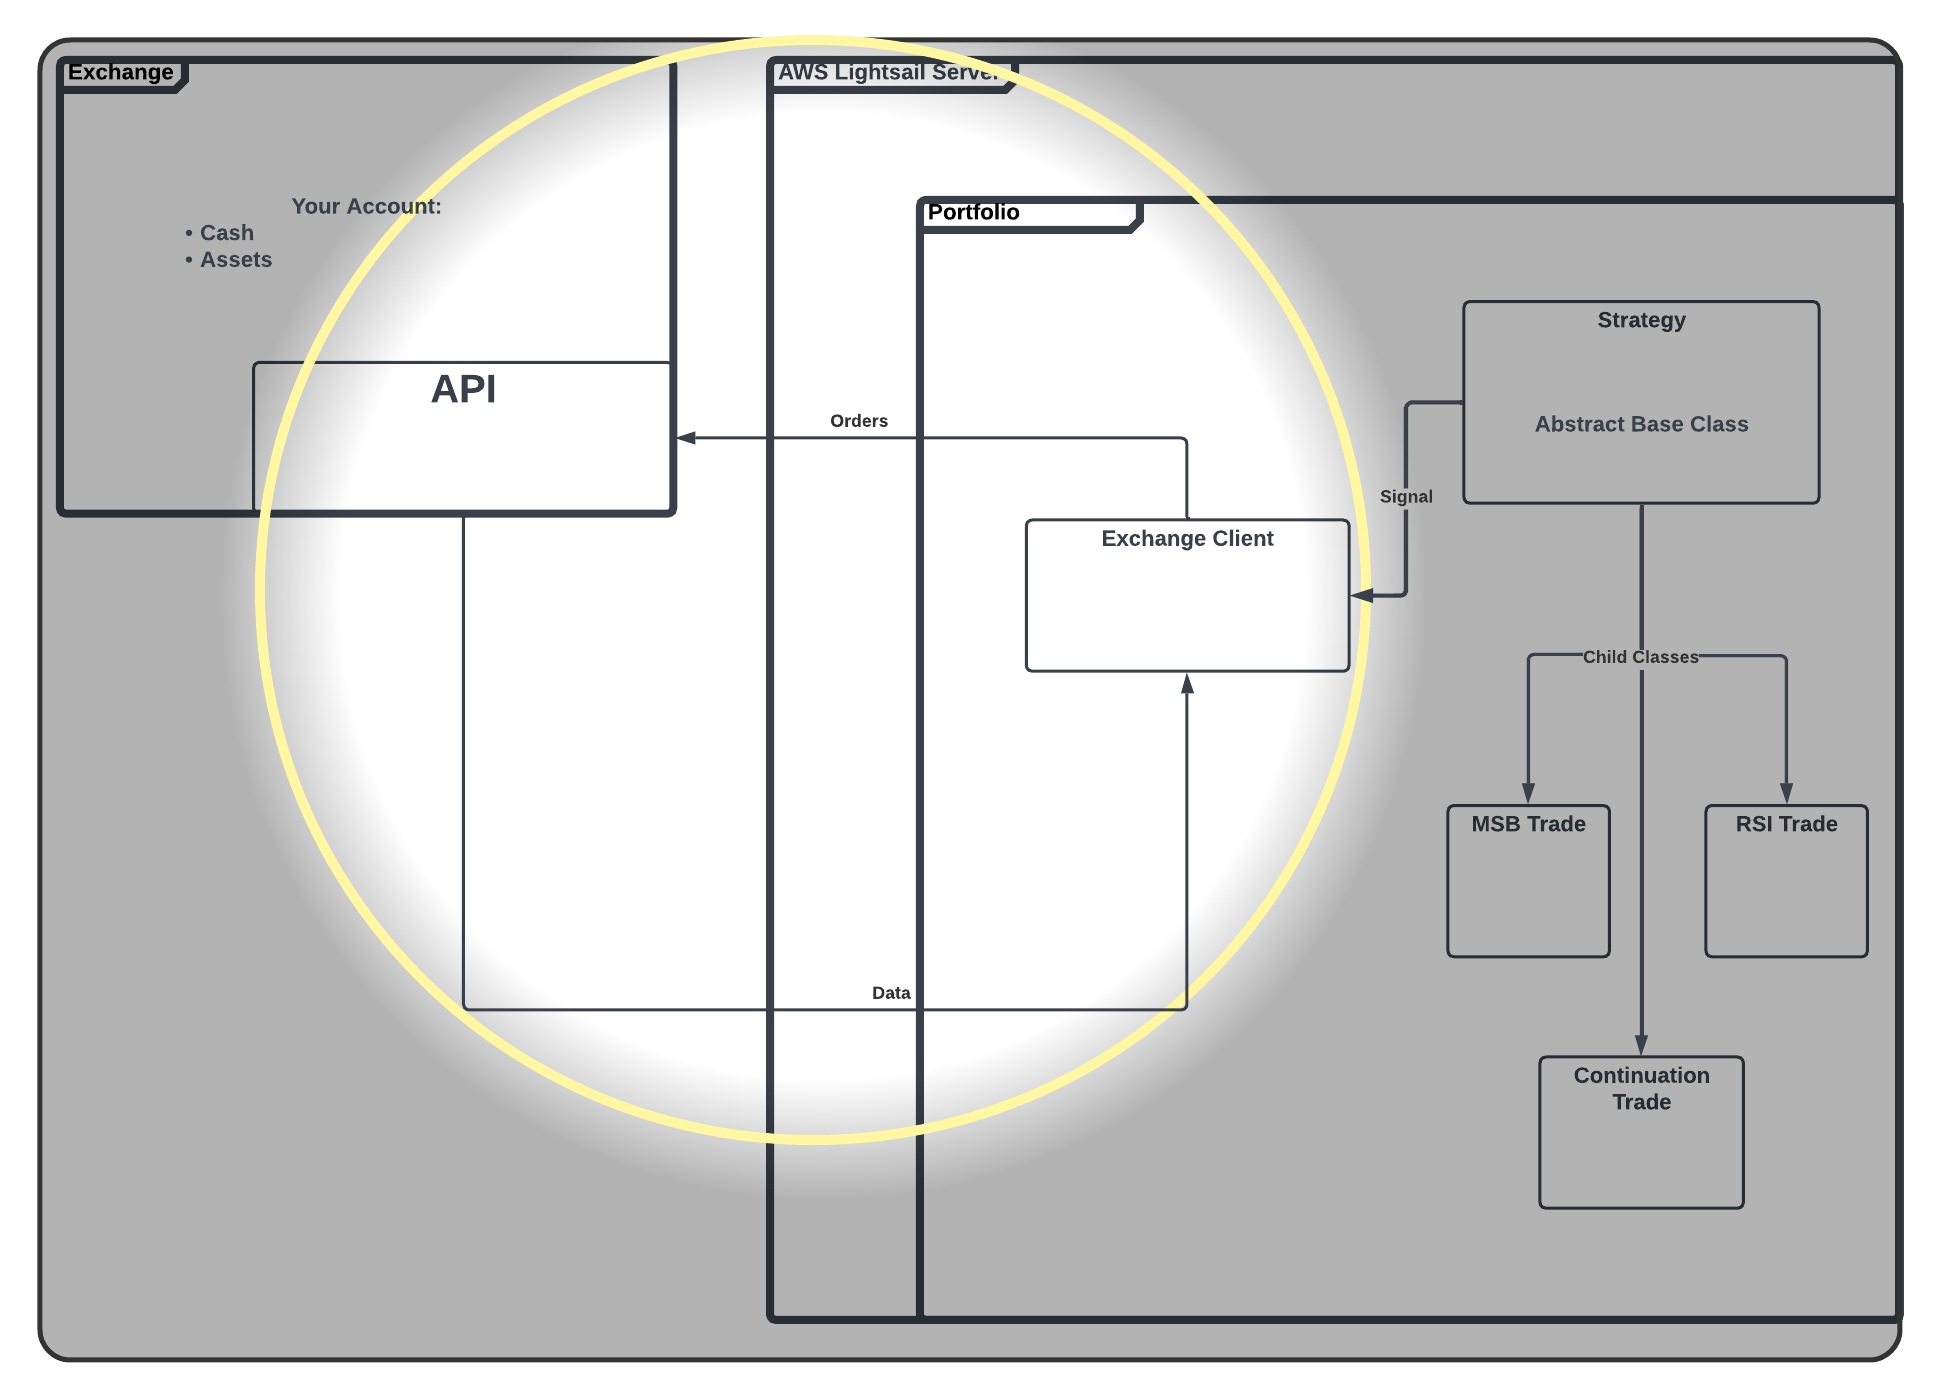 Exchange
AWS Lightsail Server
Your Account:
• Cash
• Assets
Portfolio
Strategy
Abstract Base Class
API
Orders
Signal
Exchange Client
Child Classes
MSB Trade
RSI Trade
Data
Continuation
Trade